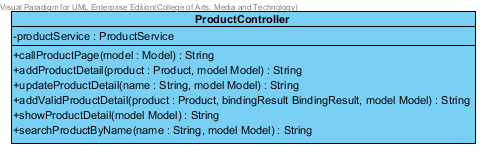 Visual Paradigm for UML Enterprise Edition(College of Arts, Media and Technology)
ProductController
-productService : ProductService
+callProductPage(model : Model) : String
+addProductDetail(product : Product, model Model) : String
+updateProductDetail(name : String, model Model) : String
+addValidProductDetail(product : Product, bindingResult BindingResult, model Model) : String
+showProductDetail(model Model) : String
+searchProductByName(name : String, model Model) : String